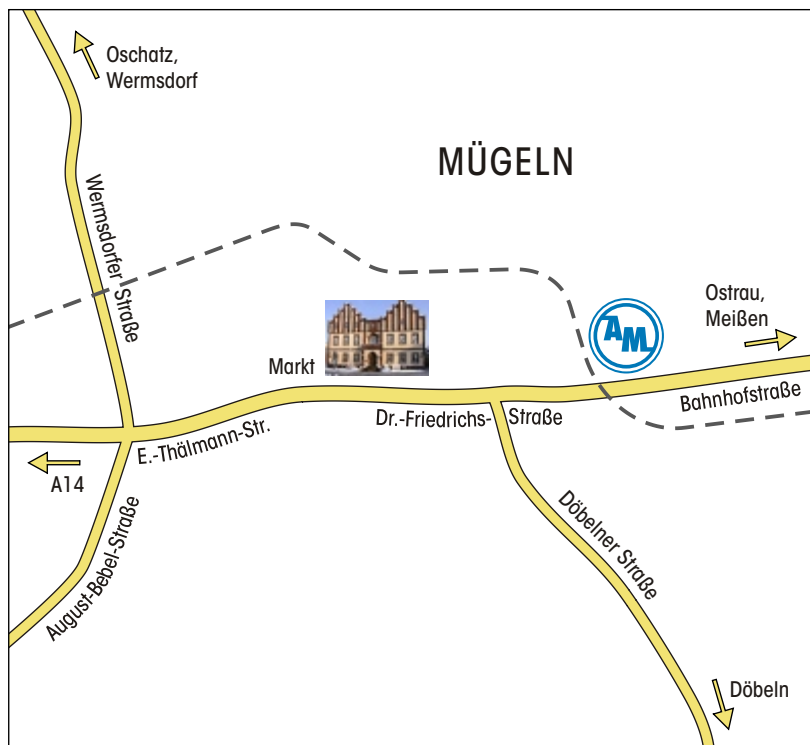 Oschatz,
Wermsdorf
MÜGELN
Wermsdorfer Straße
AM
Ostrau,
Meißen
Markt
Bahnhofstraße
Dr.-Friedrichs- Straße
E.-Thälmann-Str.
A14
August-Bebel-Straße
Döbelner Straße
Döbeln